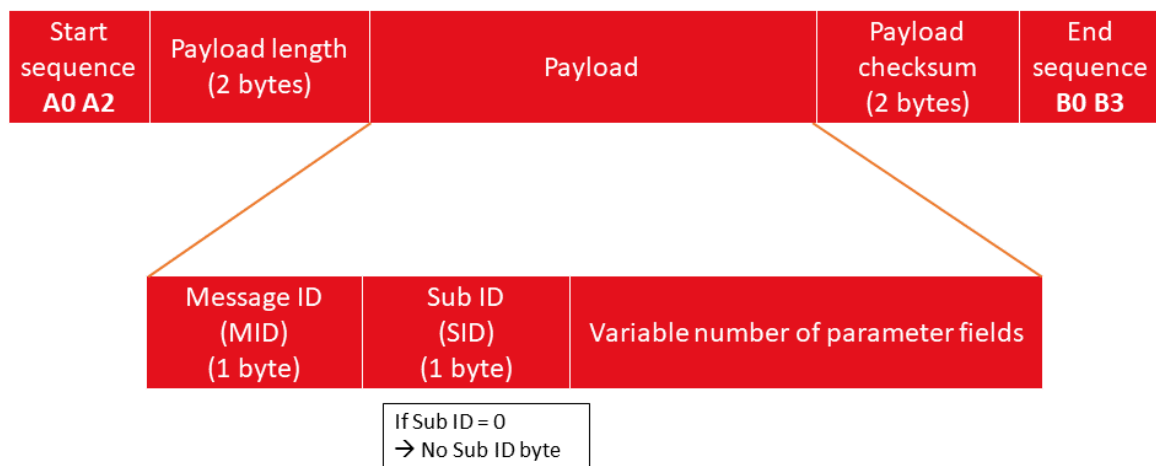 Start
sequence
A0 A2
Payload length
(2 bytes)
Payload
Payload
checksum
(2 bytes)
End
sequence
B0 B3
Message ID
(MID)
(1 byte)
Sub ID
(SID)
(1 byte)
Variable number of parameter fields
If Sub ID = 0
→ No Sub ID byte